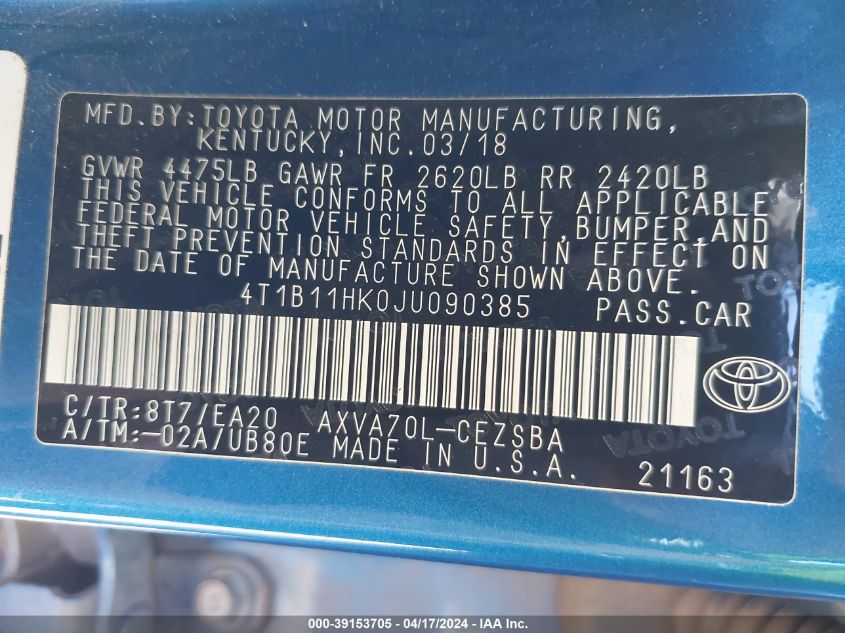 MFD.BY:TOYOTA MOTOR MANUFACTURING,
KENTUCKY,INC.03/18
GVWR 4475LB GAWR FR 2620LB RR 2420LB
THIS VEHICLE CONFORMS TO ALL APPLICABLE
FEDERAL MOTOR VEHICLE SAFETY,BUMPER,AND
THEFT PREVENTION STANDARDS IN EFFECT ON
THE DATE OF MANUFACTURE SHOWN ABOVE.
4T1B11HK0JU090385 PASS.CAR
C/TR:8T7/EA20 AXVA70L-CEZSBA
A/TM:-02A/UB80E MADE IN U.S.A. 21163
000-39153705 - 04/17/2024 - IAA Inc.